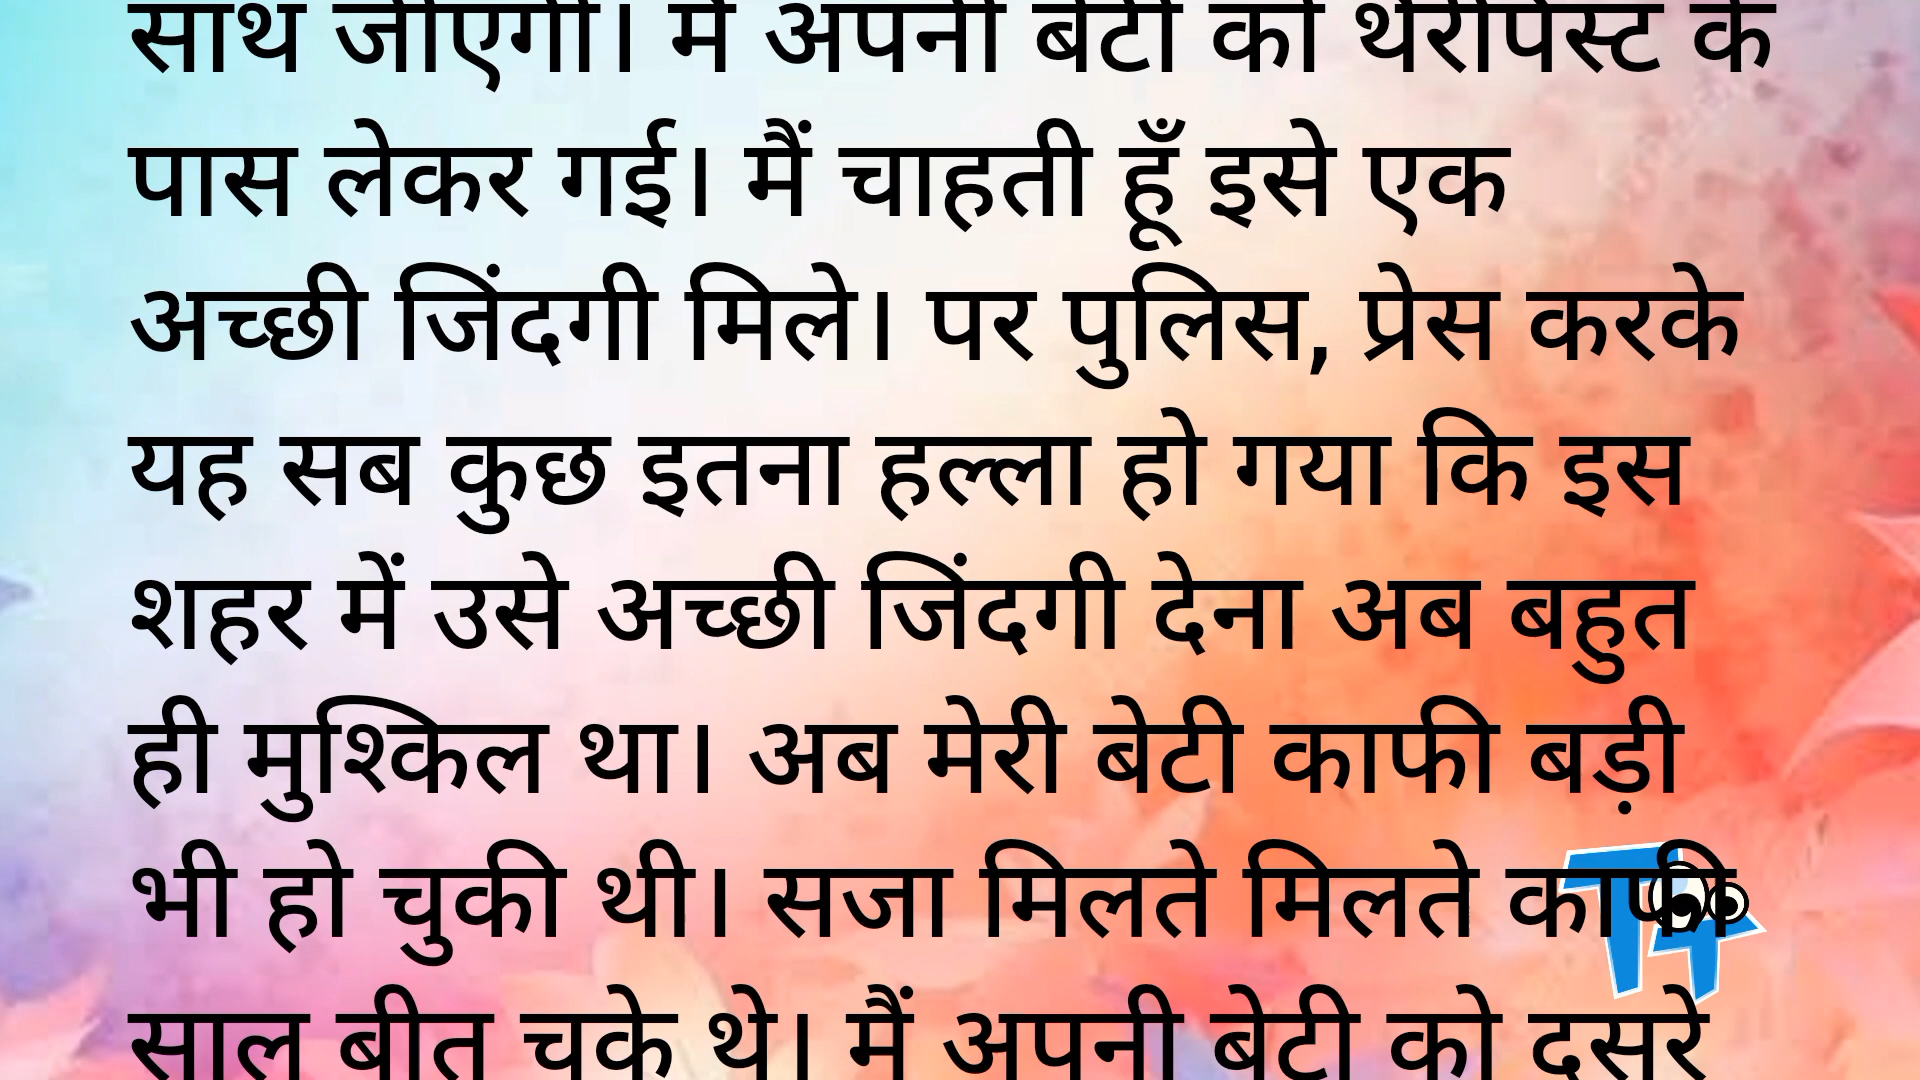 साथ जीएगी। मैं अपनी बेटी को थेरेपिस्ट के
पास लेकर गई। मैं चाहती हूँ इसे एक
अच्छी जिंदगी मिले। पर पुलिस, प्रेस करके
यह सब कुछ इतना हल्ला हो गया कि इस
शहर में उसे अच्छी जिंदगी देना अब बहुत
ही मुश्किल था। अब मेरी बेटी काफी बड़ी
भी हो चुकी थी। सजा मिलते मिलते काफी
साल बीत चुके थे। मैं अपनी बेटी को दूसरे